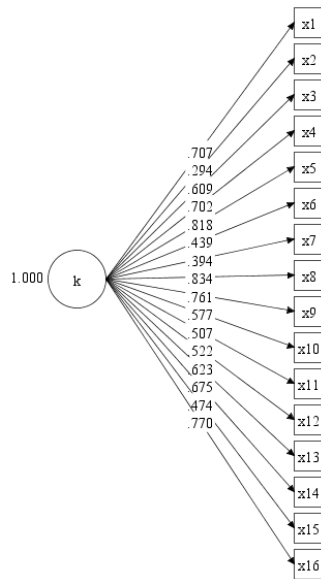 x1
x2
x3
x4
x5
x6
x7
x8
x9
x10
x11
x12
x13
x14
x15
x16
.707
.294
.609
.702
.818
.439
.394
.834
.761
.577
.507
.522
.623
.675
.474
.770
1.000
k